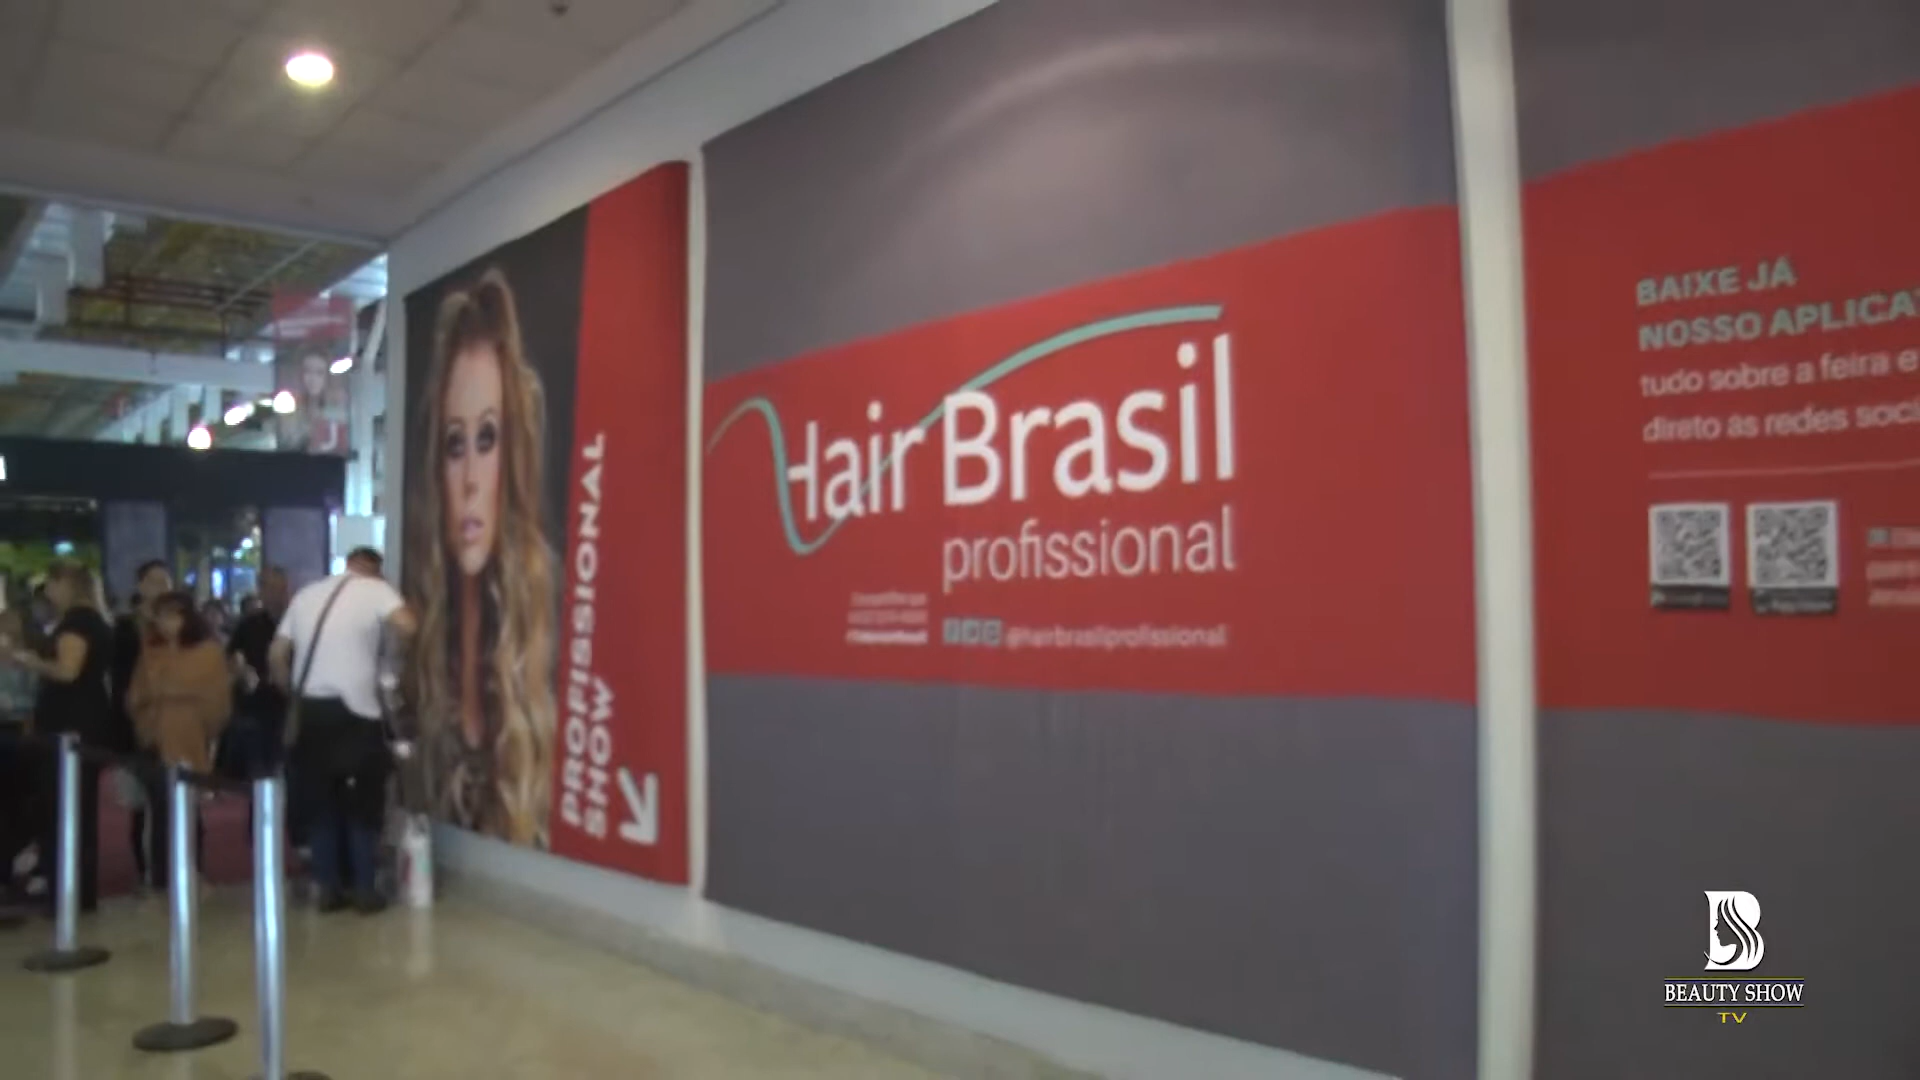 PROFISSIONAL
SHOW
Hair Brasil
profissional
@hairbrasilprofissional
BAIXE JÁ
NOSSO APLICA
tudo sobre a feira e
direto as redes soc
BEAUTY SHOW
TV